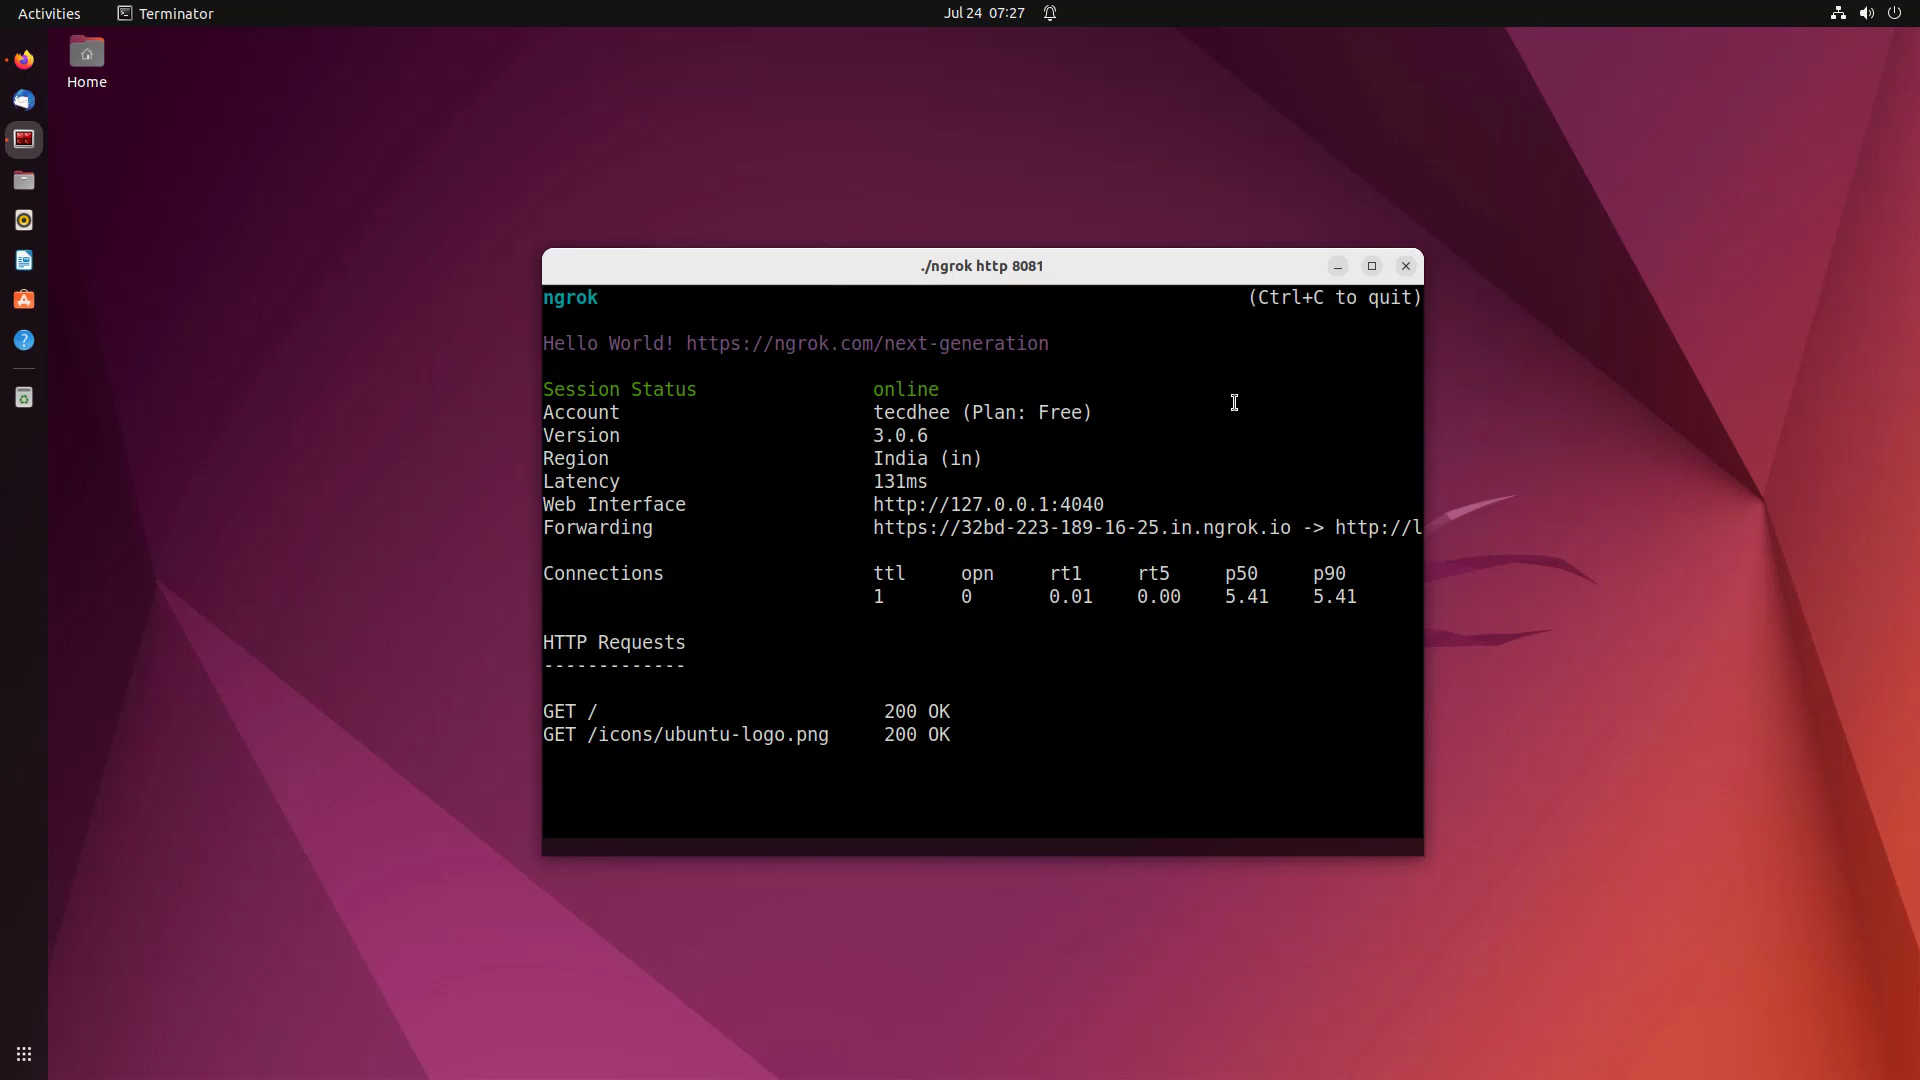 Activities Terminator Jul 24 07:27
Home
./ngrok http 8081
ngrok (Ctrl+C to quit)
Hello World! https://ngrok.com/next-generation
Session Status online
Account tecdhee (Plan: Free)
Version 3.0.6
Region India (in)
Latency 131ms
Web Interface http://127.0.0.1:4040
Forwarding https://32bd-223-189-16-25.in.ngrok.io -> http://l
Connections ttl opn rt1 rt5 p50 p90
1 0 0.01 0.00 5.41 5.41
HTTP Requests
-------------
GET / 200 OK
GET /icons/ubuntu-logo.png 200 OK